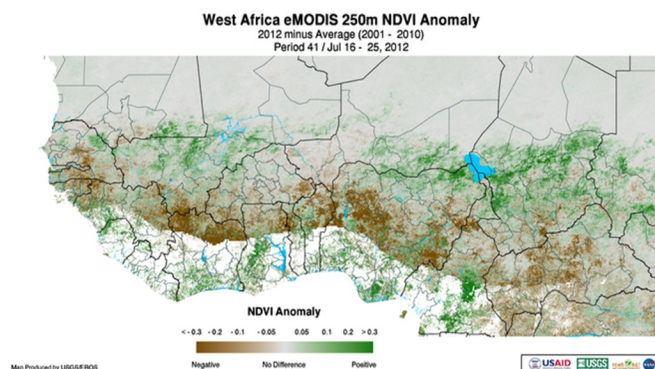 West Africa eMODIS 250m NDVI Anomaly
2012 minus Average (2001 - 2010)
Period 41 / Jul 16 - 25, 2012
NDVI Anomaly
< - 0.3 - 0.2 - 0.1 - 0.05 0.05 0.1 0.2 > 0.3
Negative No Difference Positive
Map Produced by USGS/EROS
USAID USGS